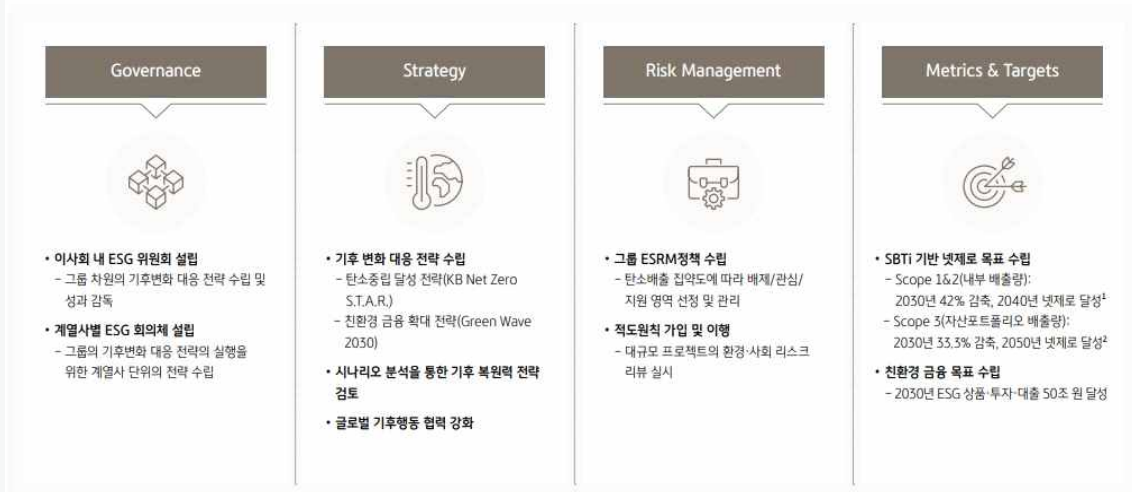 Governance
• 이사회 내 ESG 위원회 설립
– 그룹 차원의 기후변화 대응 전략 수립 및
성과 감독
• 계열사별 ESG 회의체 설립
– 그룹의 기후변화 대응 전략의 실행을
위한 계열사 단위의 전략 수립
Strategy
• 기후 변화 대응 전략 수립
– 탄소중립 달성 전략(KB Net Zero
S.T.A.R.)
– 친환경 금융 확대 전략(Green Wave
2030)
• 시나리오 분석을 통한 기후 복원력 전략
검토
• 글로벌 기후행동 협력 강화
Risk Management
• 그룹 ESRM정책 수립
– 탄소배출 집약도에 따라 배제/관심/
지원 영역 선정 및 관리
• 적도원칙 가입 및 이행
– 대규모 프로젝트의 환경·사회 리스크
리뷰 실시
Metrics & Targets
• SBTi 기반 넷제로 목표 수립
– Scope 1&2(내부 배출량):
2030년 42% 감축, 2040년 넷제로 달성¹
– Scope 3(자산포트폴리오 배출량):
2030년 33.3% 감축, 2050년 넷제로 달성²
• 친환경 금융 목표 수립
– 2030년 ESG 상품·투자·대출 50조 원 달성